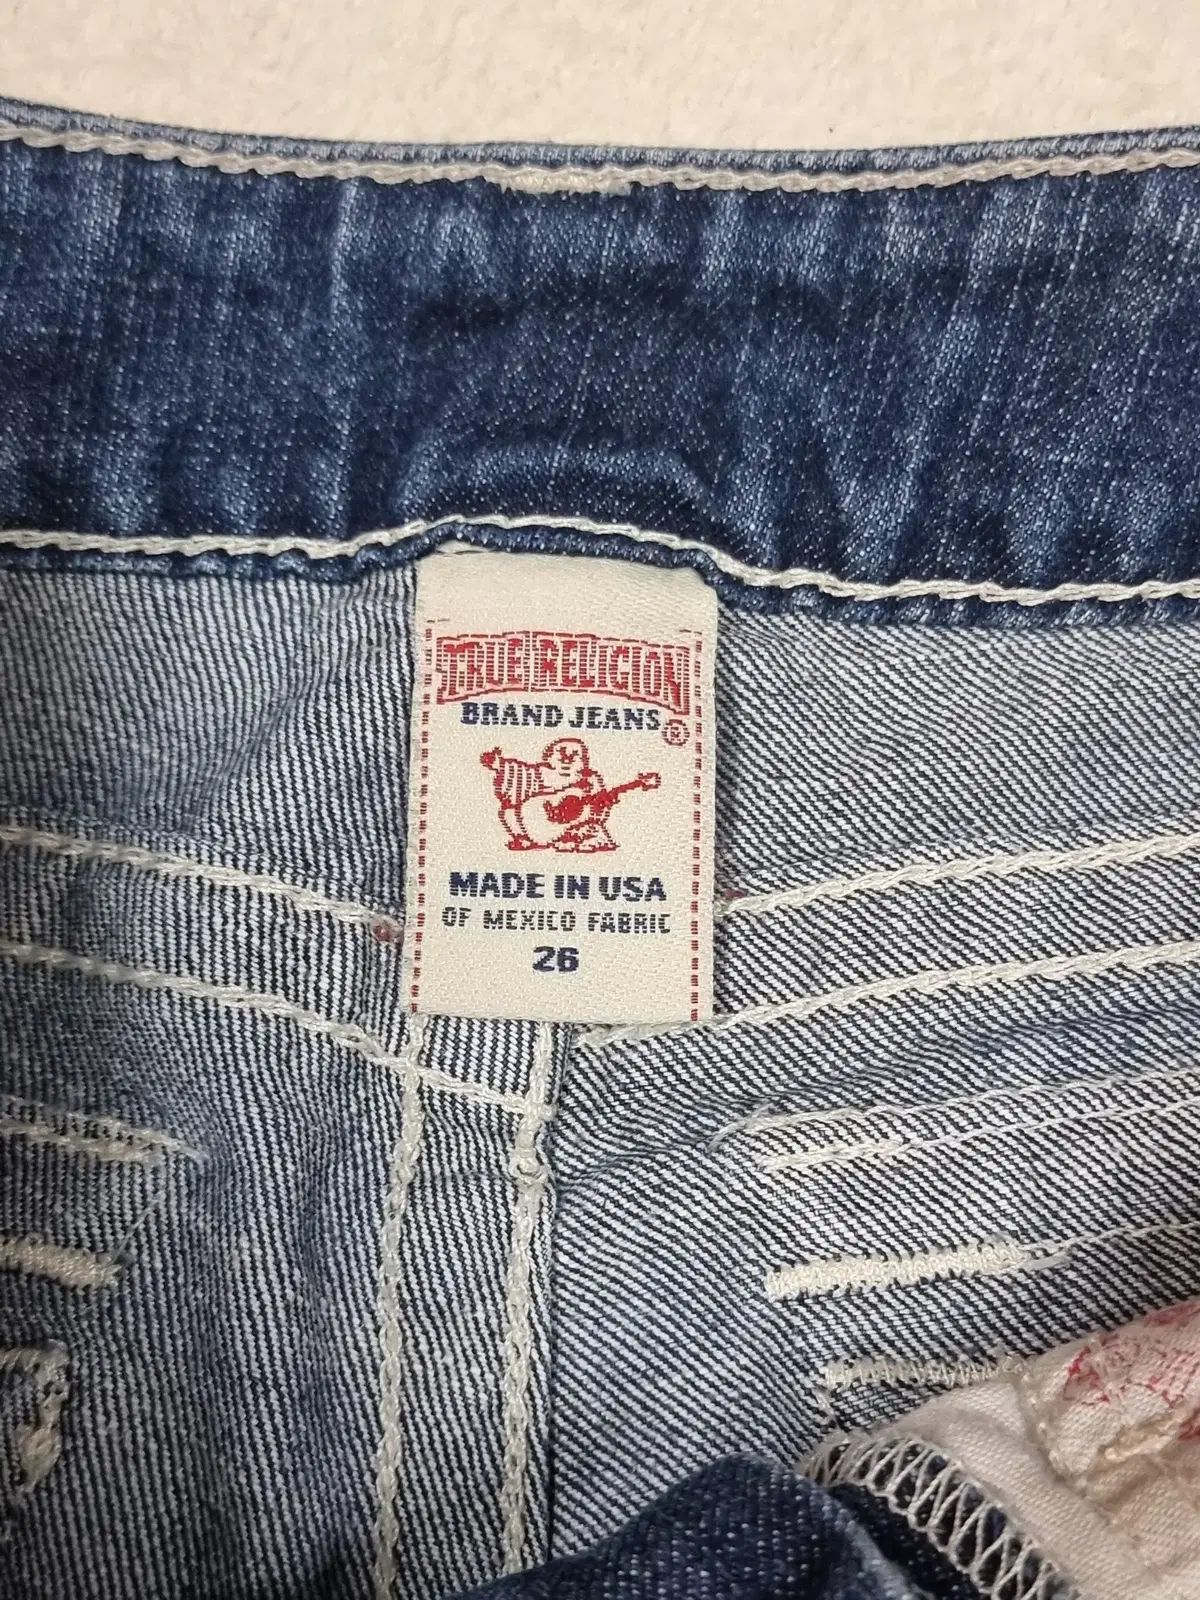 TRUE RELIGION
BRAND JEANS ®
MADE IN USA
OF MEXICO FABRIC
26